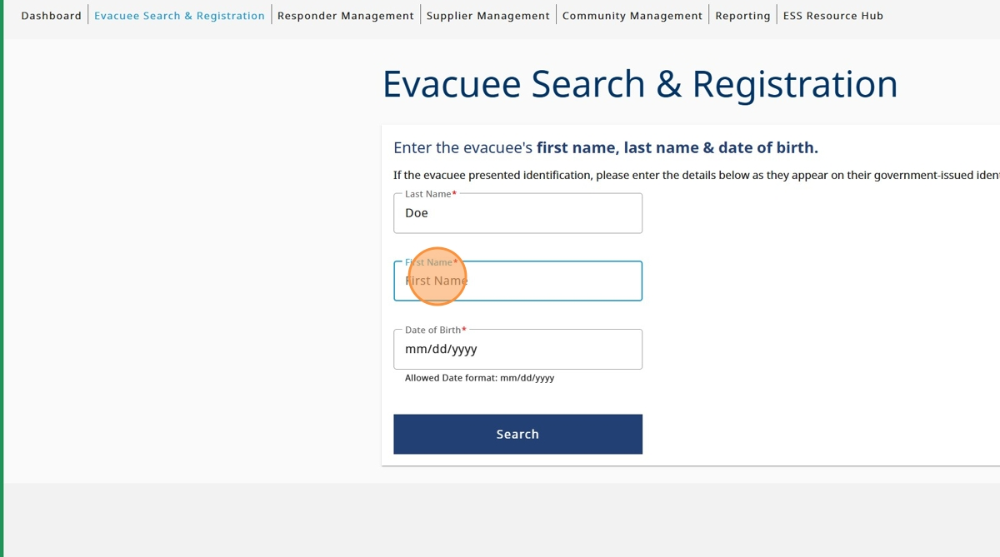 Dashboard Evacuee Search & Registration Responder Management Supplier Management Community Management Reporting ESS Resource Hub
Evacuee Search & Registration
Enter the evacuee's first name, last name & date of birth.
If the evacuee presented identification, please enter the details below as they appear on their government-issued
Last Name*
Doe
First Name*
First Name
Date of Birth*
mm/dd/yyyy
Allowed Date format: mm/dd/yyyy
Search